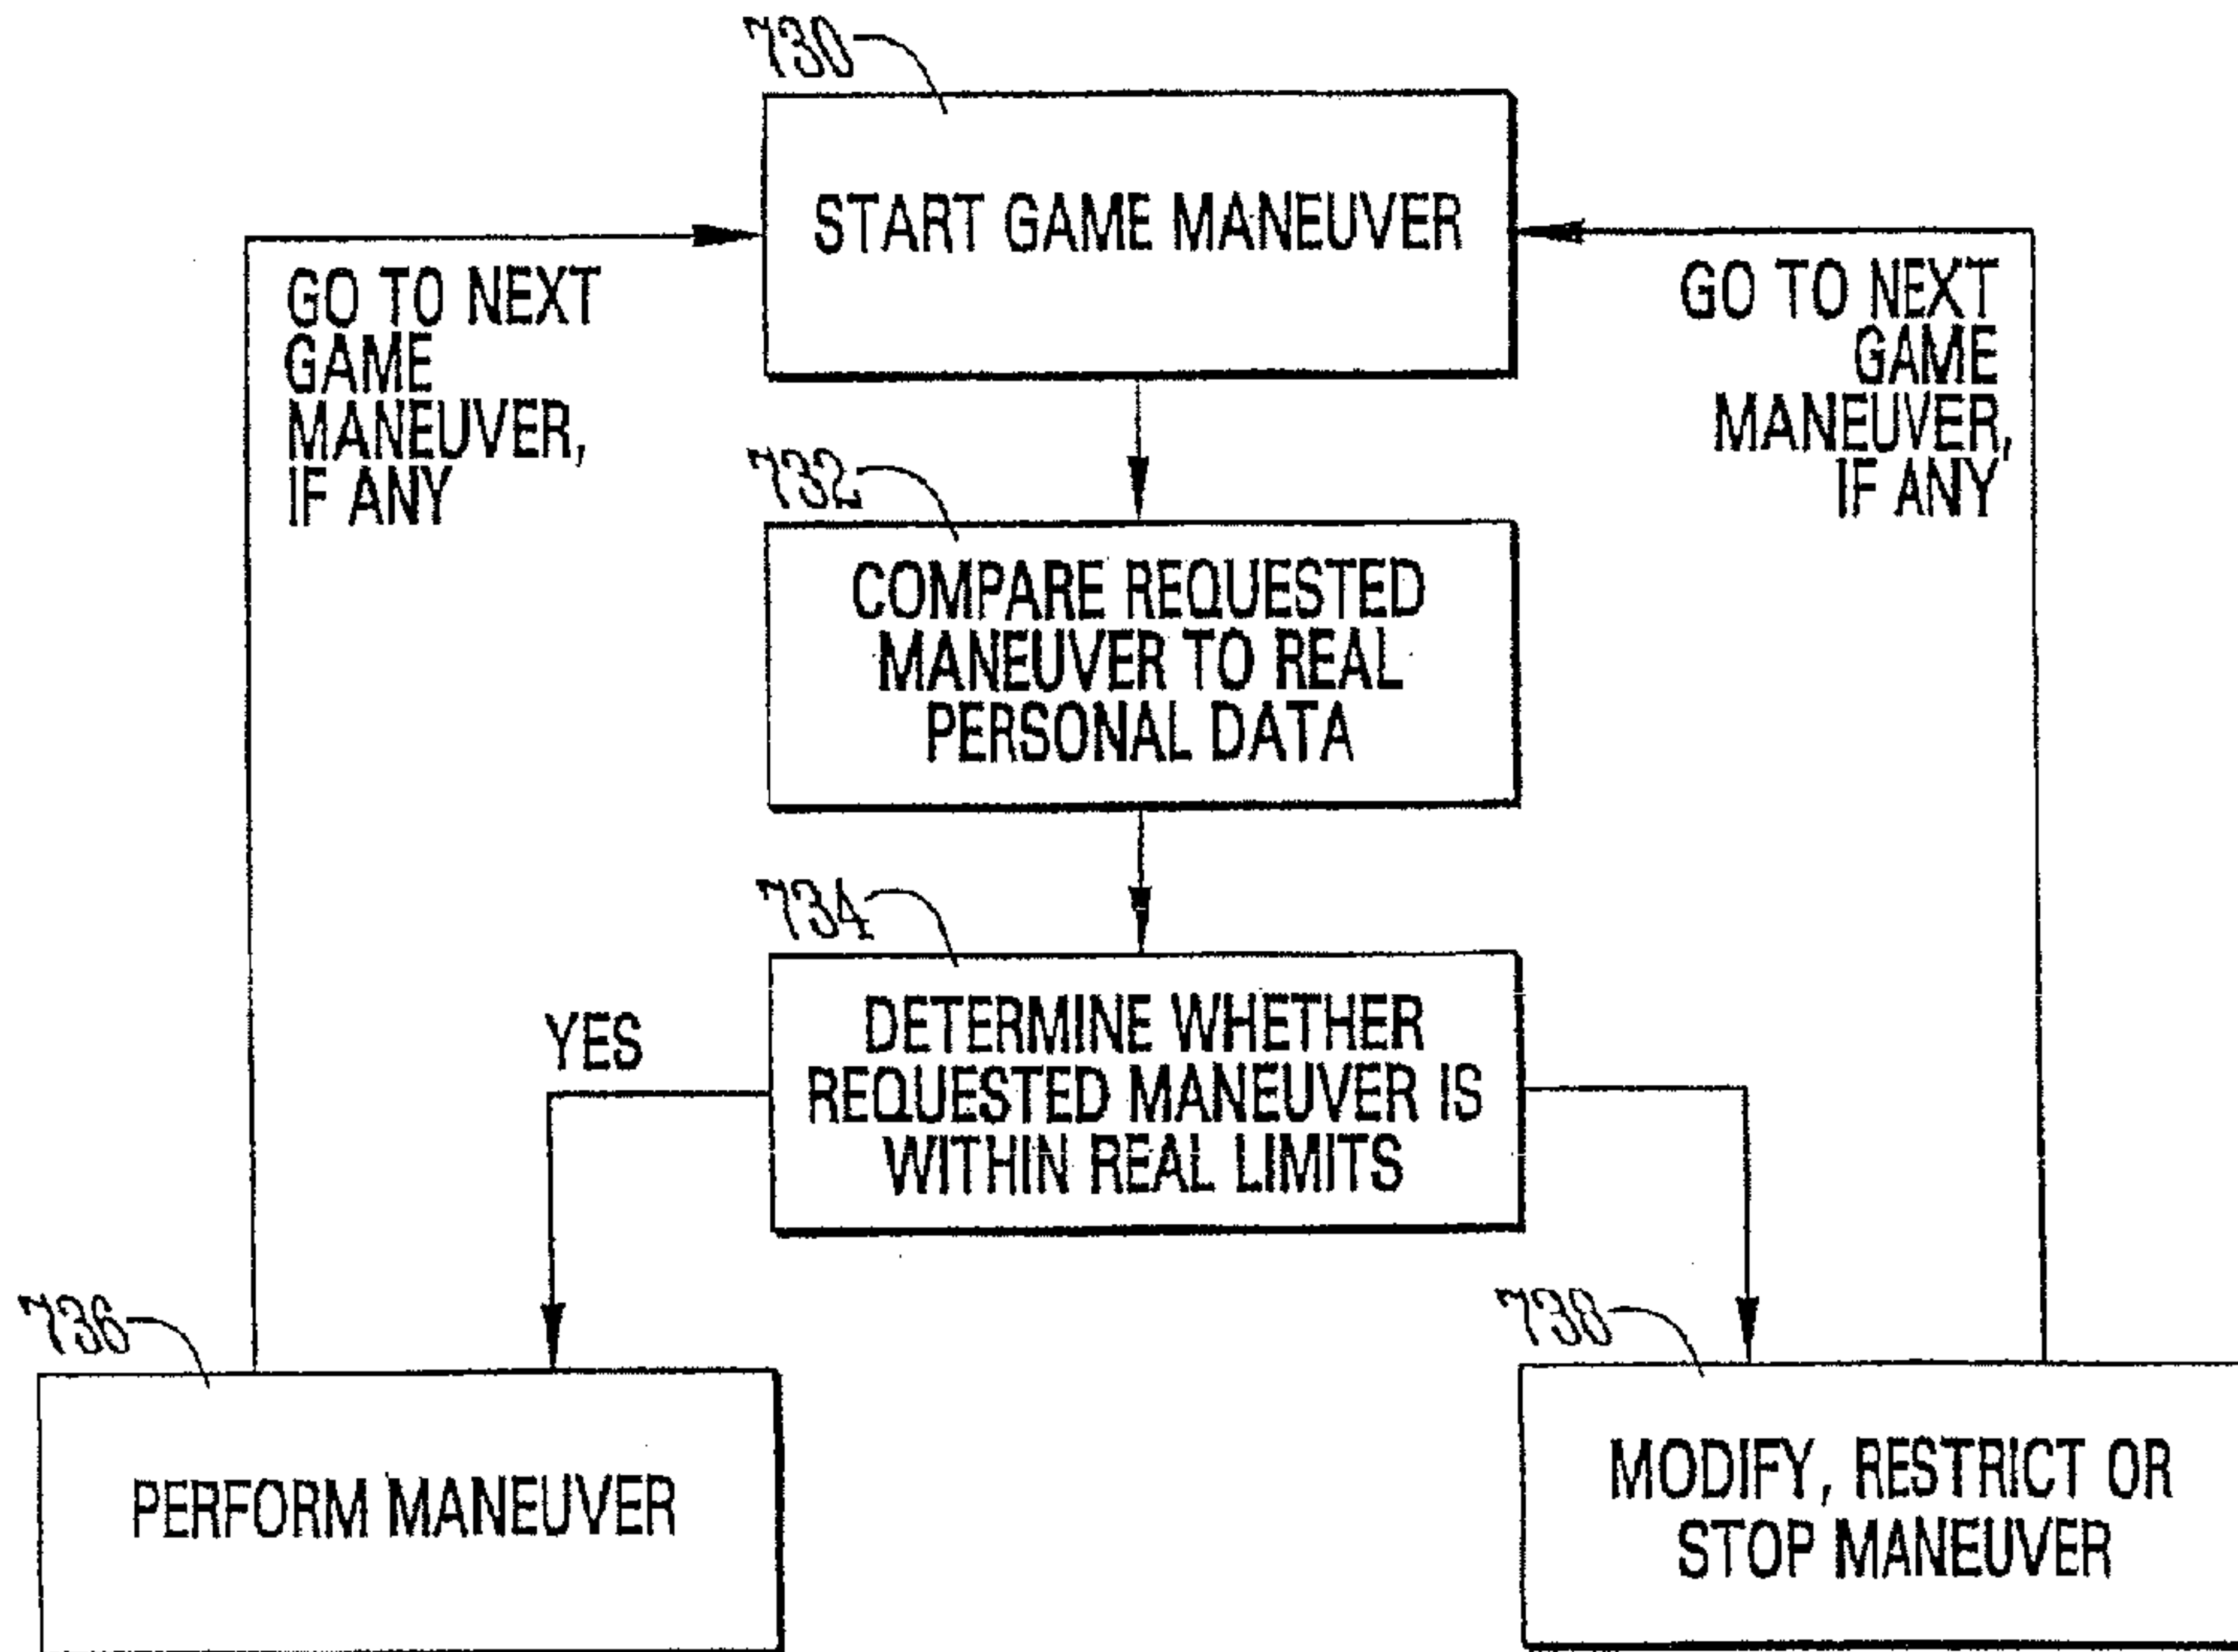 730
START GAME MANEUVER
GO TO NEXT
GAME
MANEUVER,
IF ANY
GO TO NEXT
GAME
MANEUVER,
IF ANY
732
COMPARE REQUESTED
MANEUVER TO REAL
PERSONAL DATA
734
DETERMINE WHETHER
REQUESTED MANEUVER IS
WITHIN REAL LIMITS
YES
736
PERFORM MANEUVER
738
MODIFY, RESTRICT OR
STOP MANEUVER